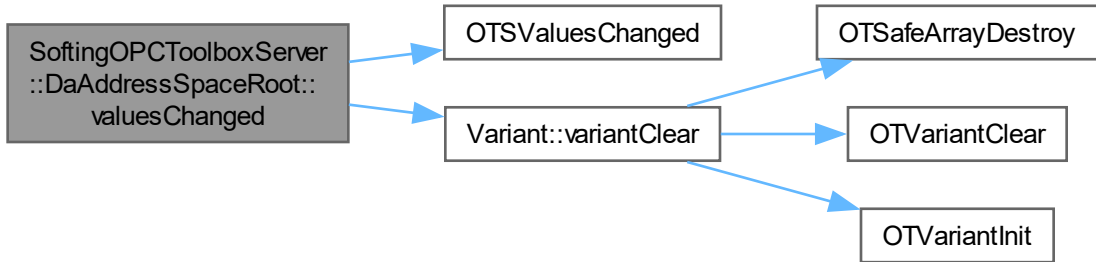 SoftingOPCToolboxServer
::DaAddressSpaceRoot::
valuesChanged
OTSValuesChanged
Variant::variantClear
OTSafeArrayDestroy
OTVariantClear
OTVariantInit